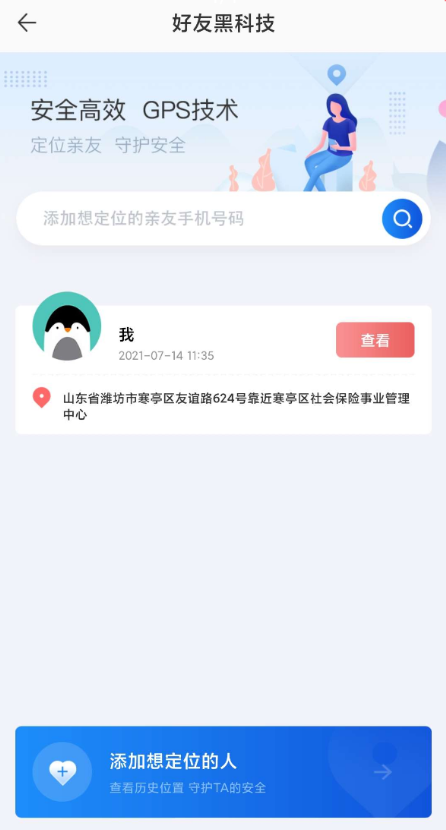 好友黑科技
安全高效 GPS技术
定位亲友 守护安全
添加想定位的亲友手机号码
我
查看
2021-07-14 11:35
山东省潍坊市寒亭区友谊路624号靠近寒亭区社会保险事业管理
中心
添加想定位的人
查看历史位置 守护TA的安全